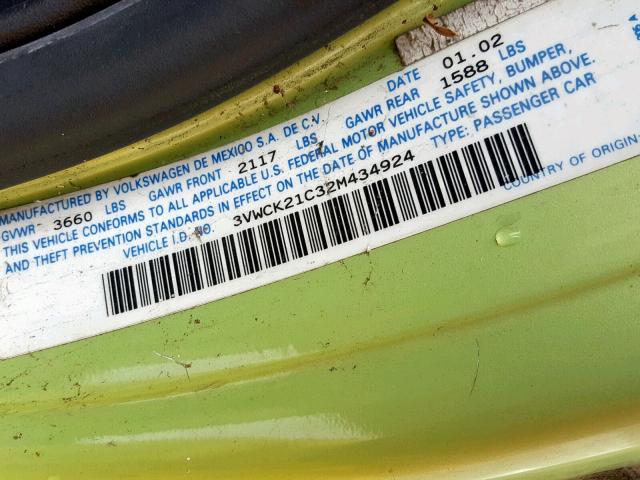 MANUFACTURED BY VOLKSWAGEN DE MEXICO S.A. DE C.V. DATE 01.02
GVWR 3660 LBS GAWR FRONT 2117 LBS GAWR REAR 1588 LBS
THIS VEHICLE CONFORMS TO ALL APPLICABLE U.S. FEDERAL MOTOR VEHICLE SAFETY, BUMPER,
AND THEFT PREVENTION STANDARDS IN EFFECT ON THE DATE OF MANUFACTURE SHOWN ABOVE.
VEHICLE I.D. NO. 3VWCK21C32M434924 TYPE: PASSENGER CAR
COUNTRY OF ORIGIN